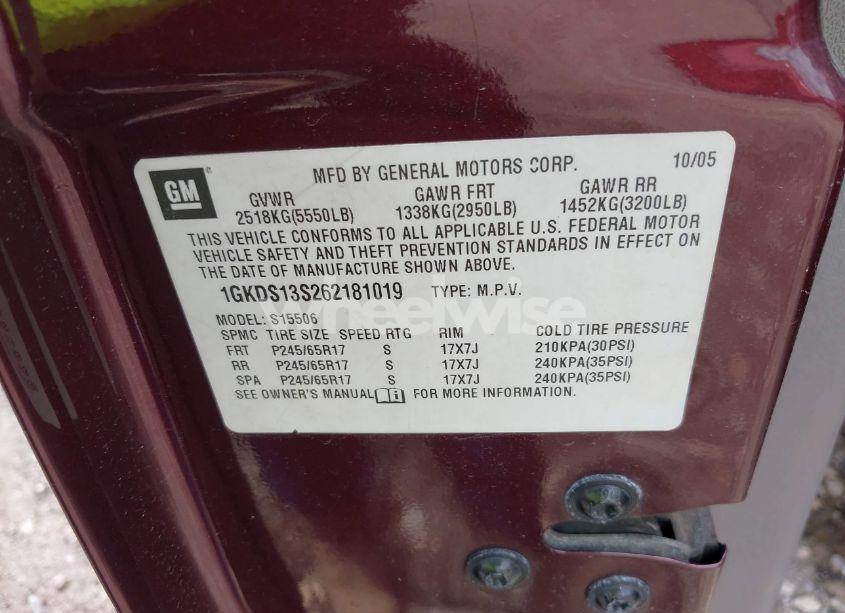 GM
MFD BY GENERAL MOTORS CORP. 10/05
GVWR GAWR FRT GAWR RR
2518KG(5550LB) 1338KG(2950LB) 1452KG(3200LB)
THIS VEHICLE CONFORMS TO ALL APPLICABLE U.S. FEDERAL MOTOR
VEHICLE SAFETY AND THEFT PREVENTION STANDARDS IN EFFECT ON
THE DATE OF MANUFACTURE SHOWN ABOVE.
1GKDS13S262181019 TYPE: M.P.V.
wheelwise
MODEL: S15506
SPMC TIRE SIZE SPEED RTG RIM COLD TIRE PRESSURE
FRT P245/65R17 S 17X7J 210KPA(30PSI)
RR P245/65R17 S 17X7J 240KPA(35PSI)
SPA P245/65R17 S 17X7J 240KPA(35PSI)
SEE OWNER'S MANUAL FOR MORE INFORMATION.